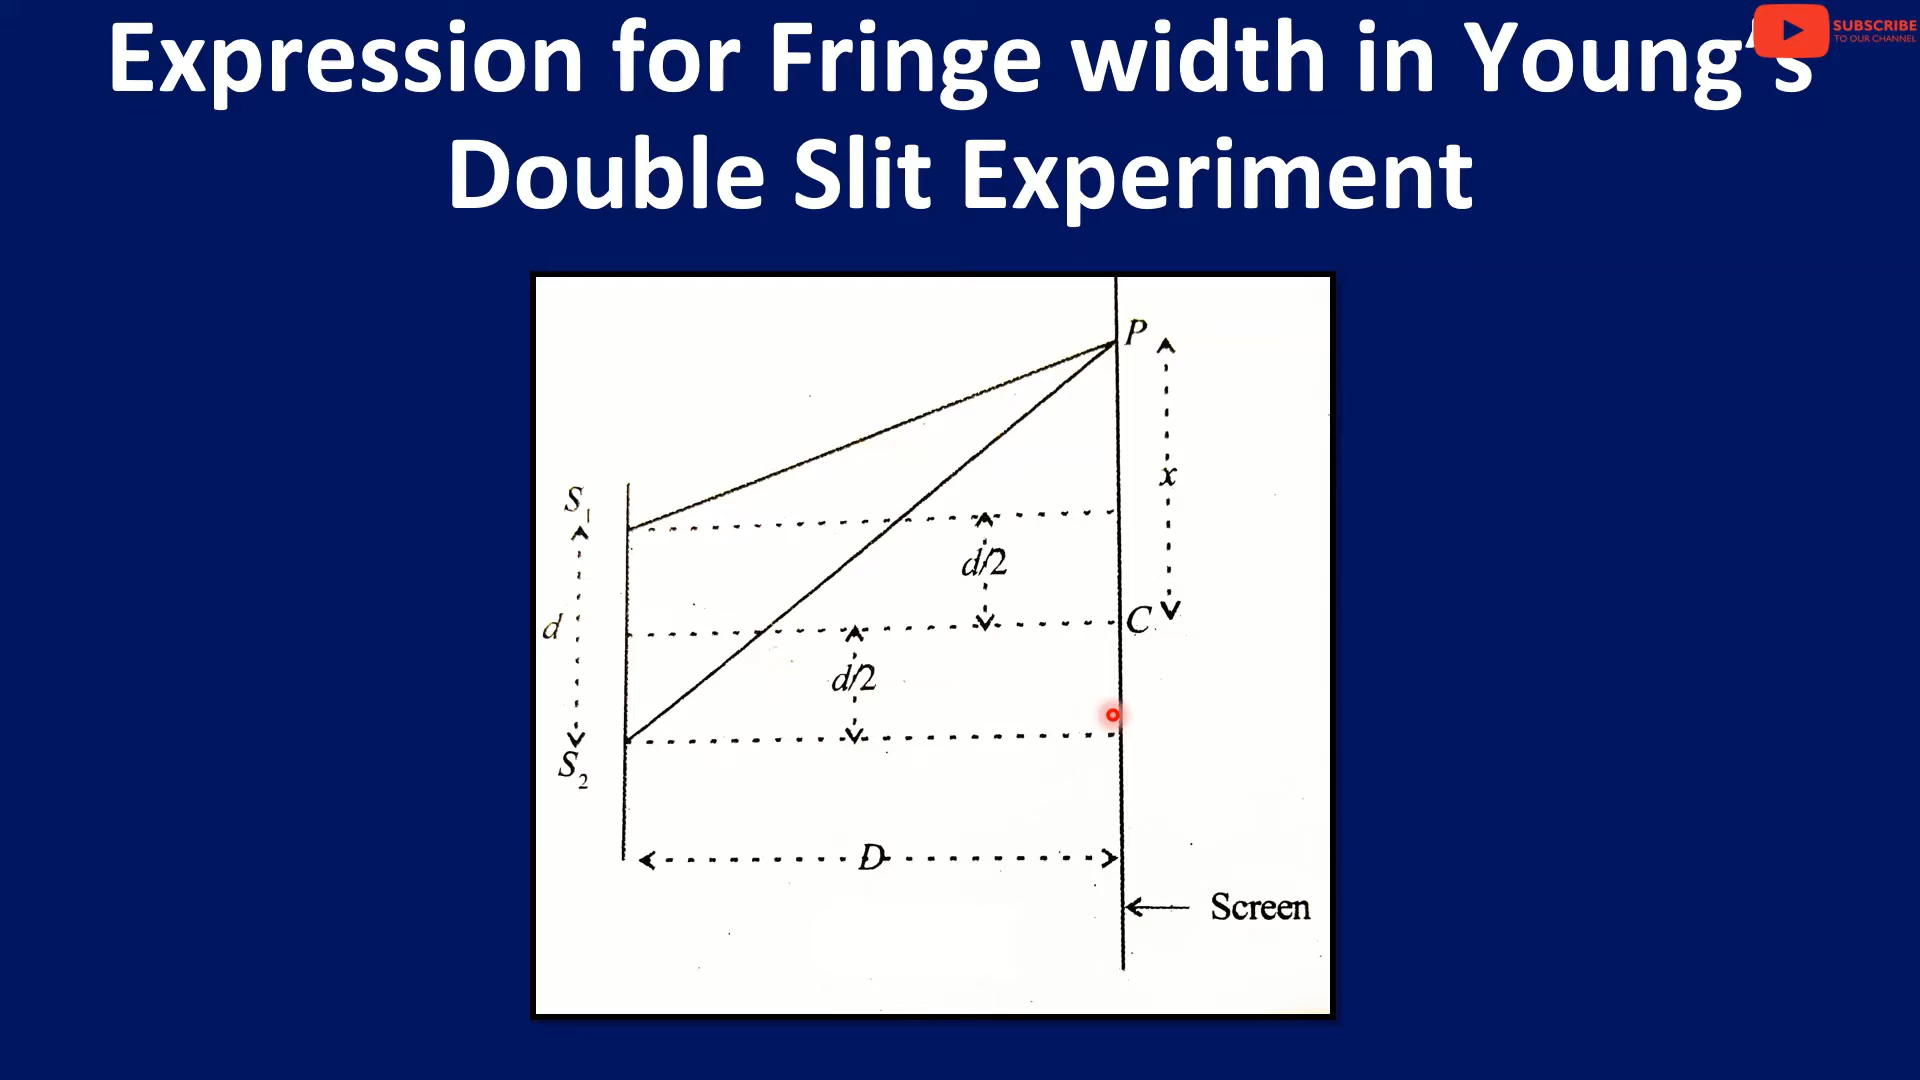 Expression for Fringe width in Young's
Double Slit Experiment
SUBSCRIBE
TO OUR CHANNEL
P
x
S1
d/2
d
C
d/2
S2
D
Screen